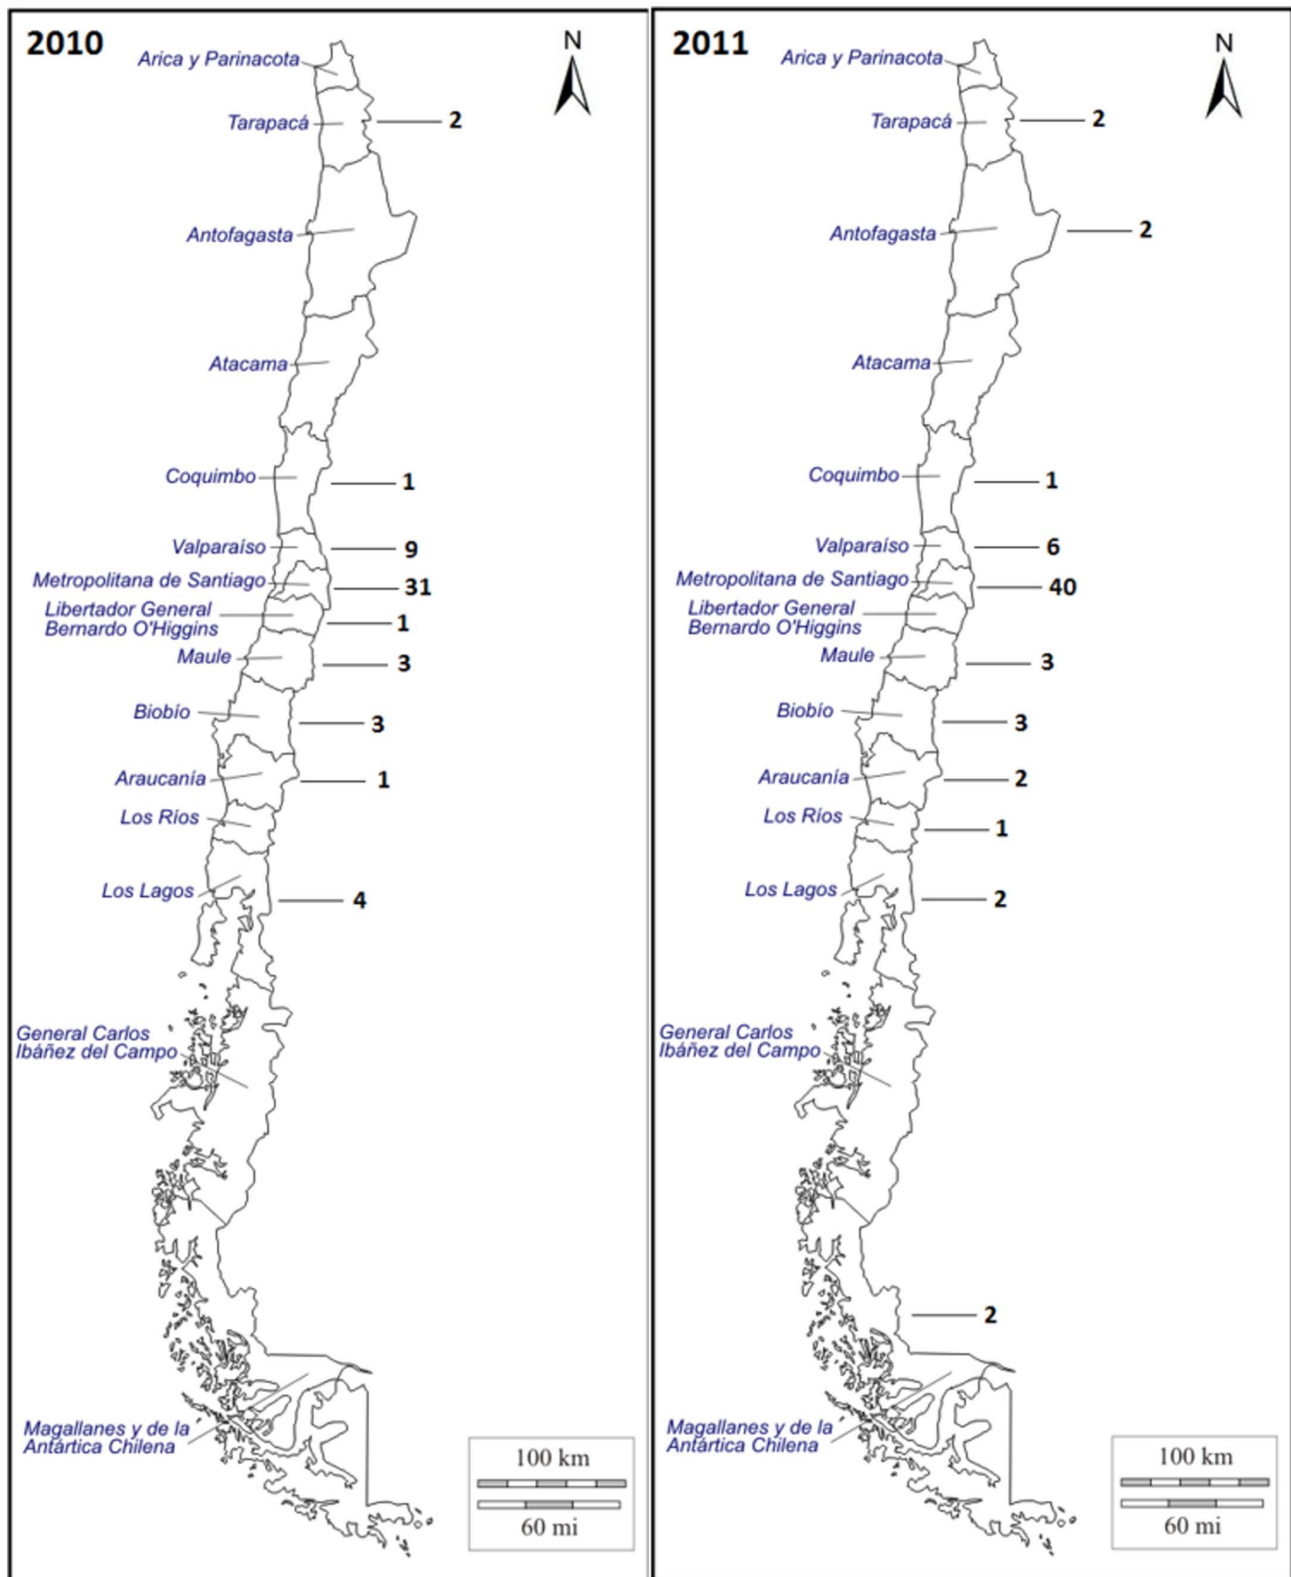 2010
N
Arica y Parinacota
Tarapacá
2
Antofagasta
Atacama
Coquimbo
1
Valparaíso
9
Metropolitana de Santiago
31
Libertador General
Bernardo O'Higgins
1
Maule
3
Biobío
3
Araucanía
1
Los Ríos
Los Lagos
4
General Carlos
Ibáñez del Campo
Magallanes y de la
Antártica Chilena
100 km
60 mi
2011
N
Arica y Parinacota
Tarapacá
2
Antofagasta
2
Atacama
Coquimbo
1
Valparaíso
6
Metropolitana de Santiago
40
Libertador General
Bernardo O'Higgins
Maule
3
Biobío
3
Araucanía
2
Los Ríos
1
Los Lagos
2
General Carlos
Ibáñez del Campo
2
Magallanes y de la
Antártica Chilena
100 km
60 mi